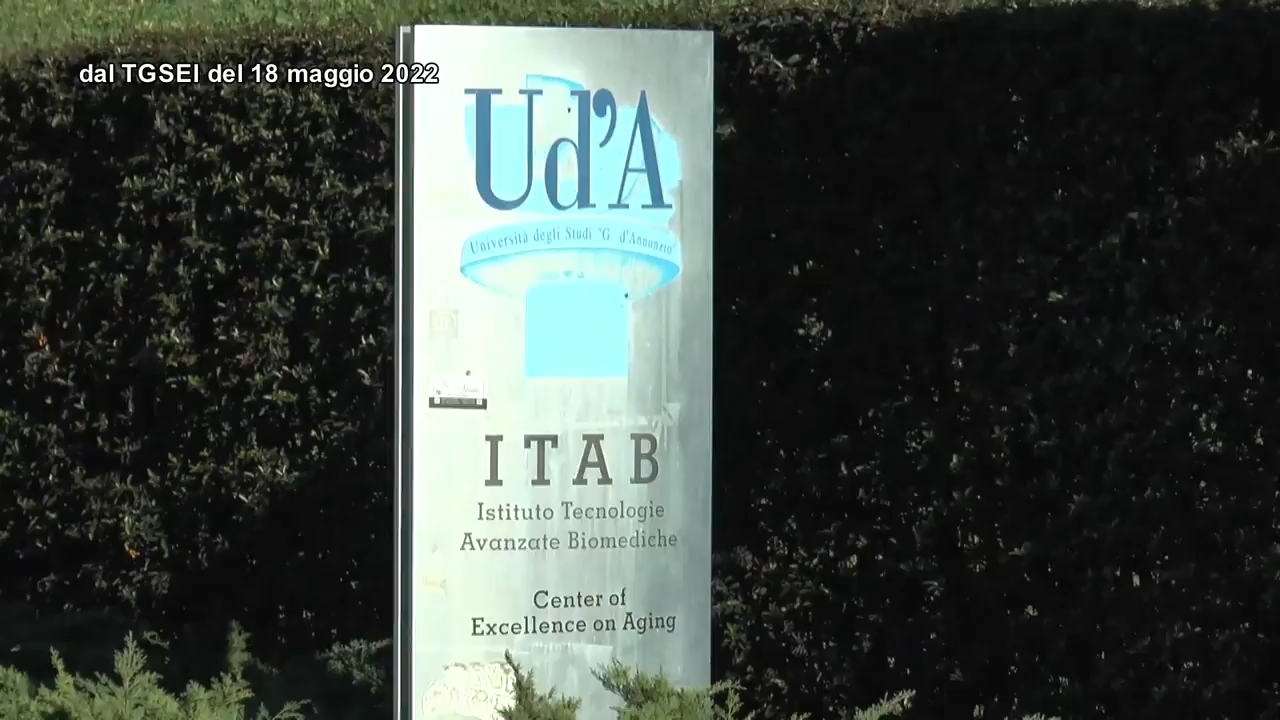 dal TGSEI del 18 maggio 2022
Ud'A
Università degli Studi "G. d'Annunzio"
ITAB
Istituto Tecnologie
Avanzate Biomediche
Center of
Excellence on Aging